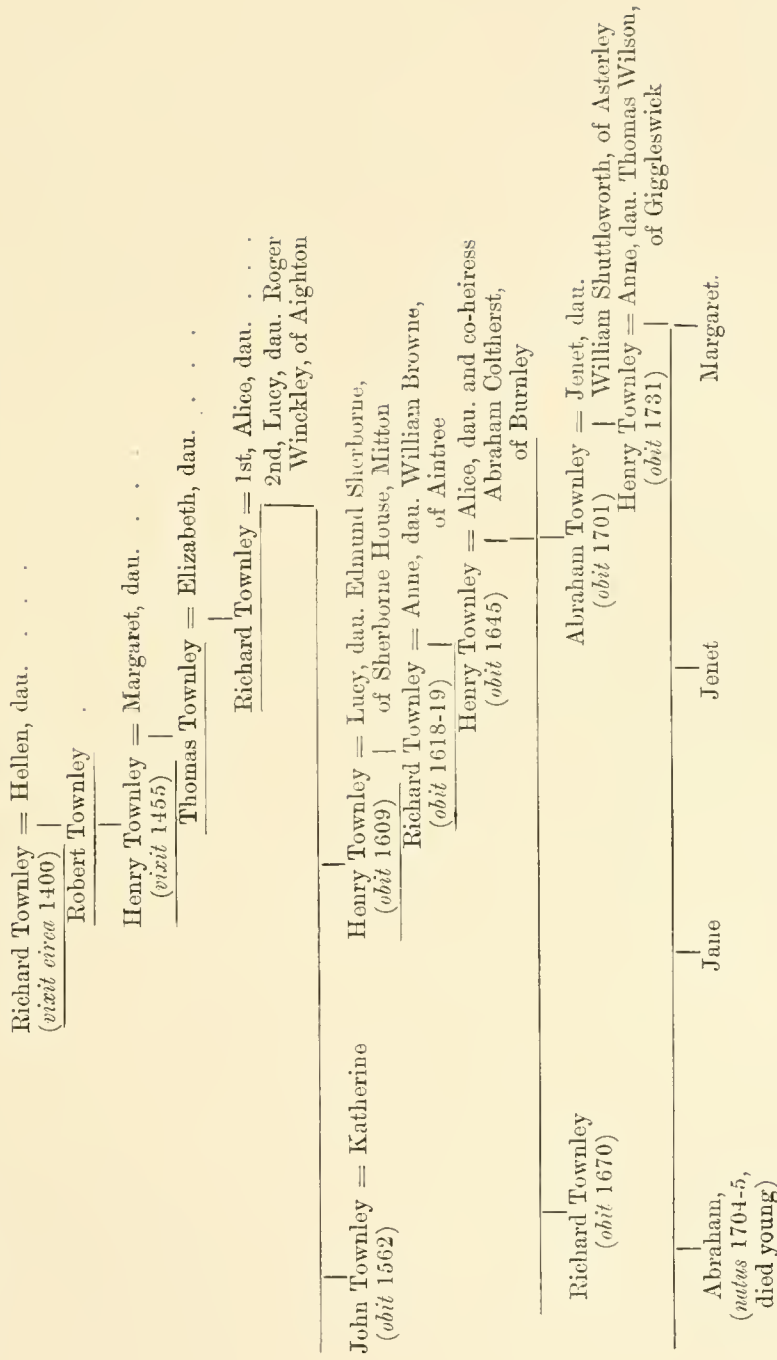 Richard Townley = Hellen, dau. . . .
(vixit circa 1400)
Robert Townley
Henry Townley = Margaret, dau. . . .
(vixit 1455)
Thomas Townley = Elizabeth, dau. . . .
Richard Townley = 1st, Alice, dau. . . .
2nd, Lucy, dau. Roger
Winckley, of Aighton
John Townley = Katherine
(obit 1562)
Henry Townley = Lucy, dau. Edmund Sherborne,
(obit 1609) of Sherborne House, Mitton
Richard Townley = Anne, dau. William Browne,
(obit 1618-19) of Aintree
Henry Townley = Alice, dau. and co-heiress
(obit 1645) Abraham Coltherst,
of Burnley
Richard Townley
(obit 1670)
Abraham Townley = Jenet, dau.
(obit 1701) William Shuttleworth, of Asterley
Henry Townley = Anne, dau. Thomas Wilson,
(obit 1731) of Giggleswick
Abraham,
(natus 1704-5,
died young)
Jane
Jenet
Margaret.